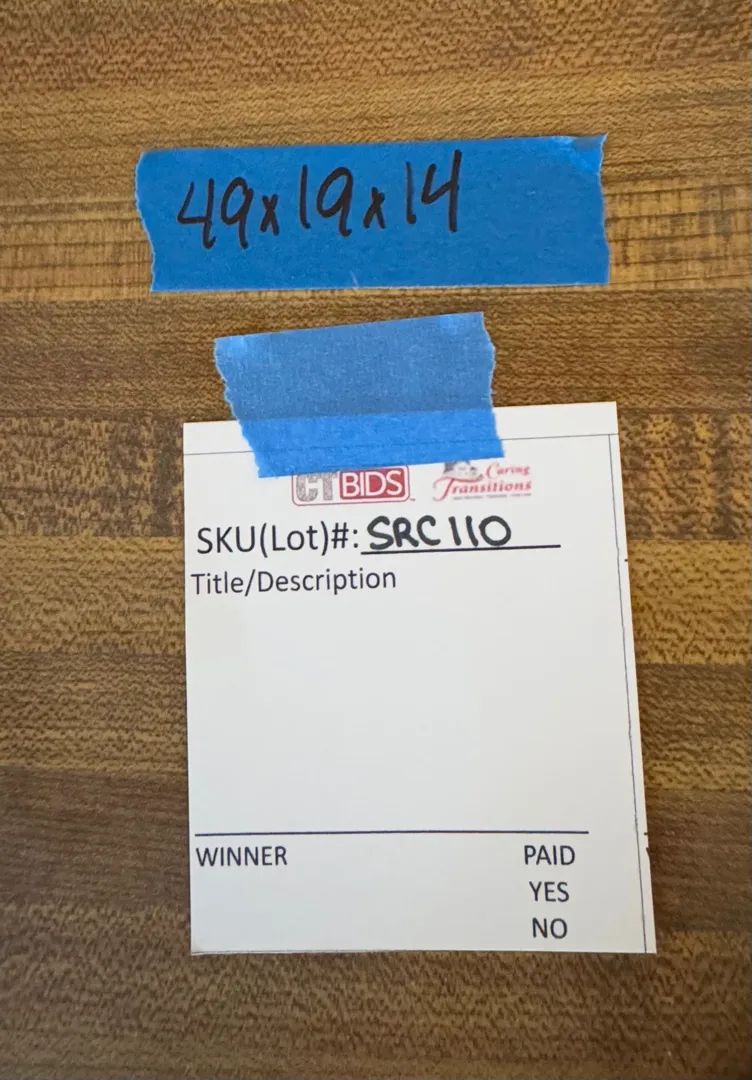 49x19x14
CTBIDS
Caring
Transitions
SKU(Lot)#: SRC110
Title/Description
WINNER PAID
YES
NO